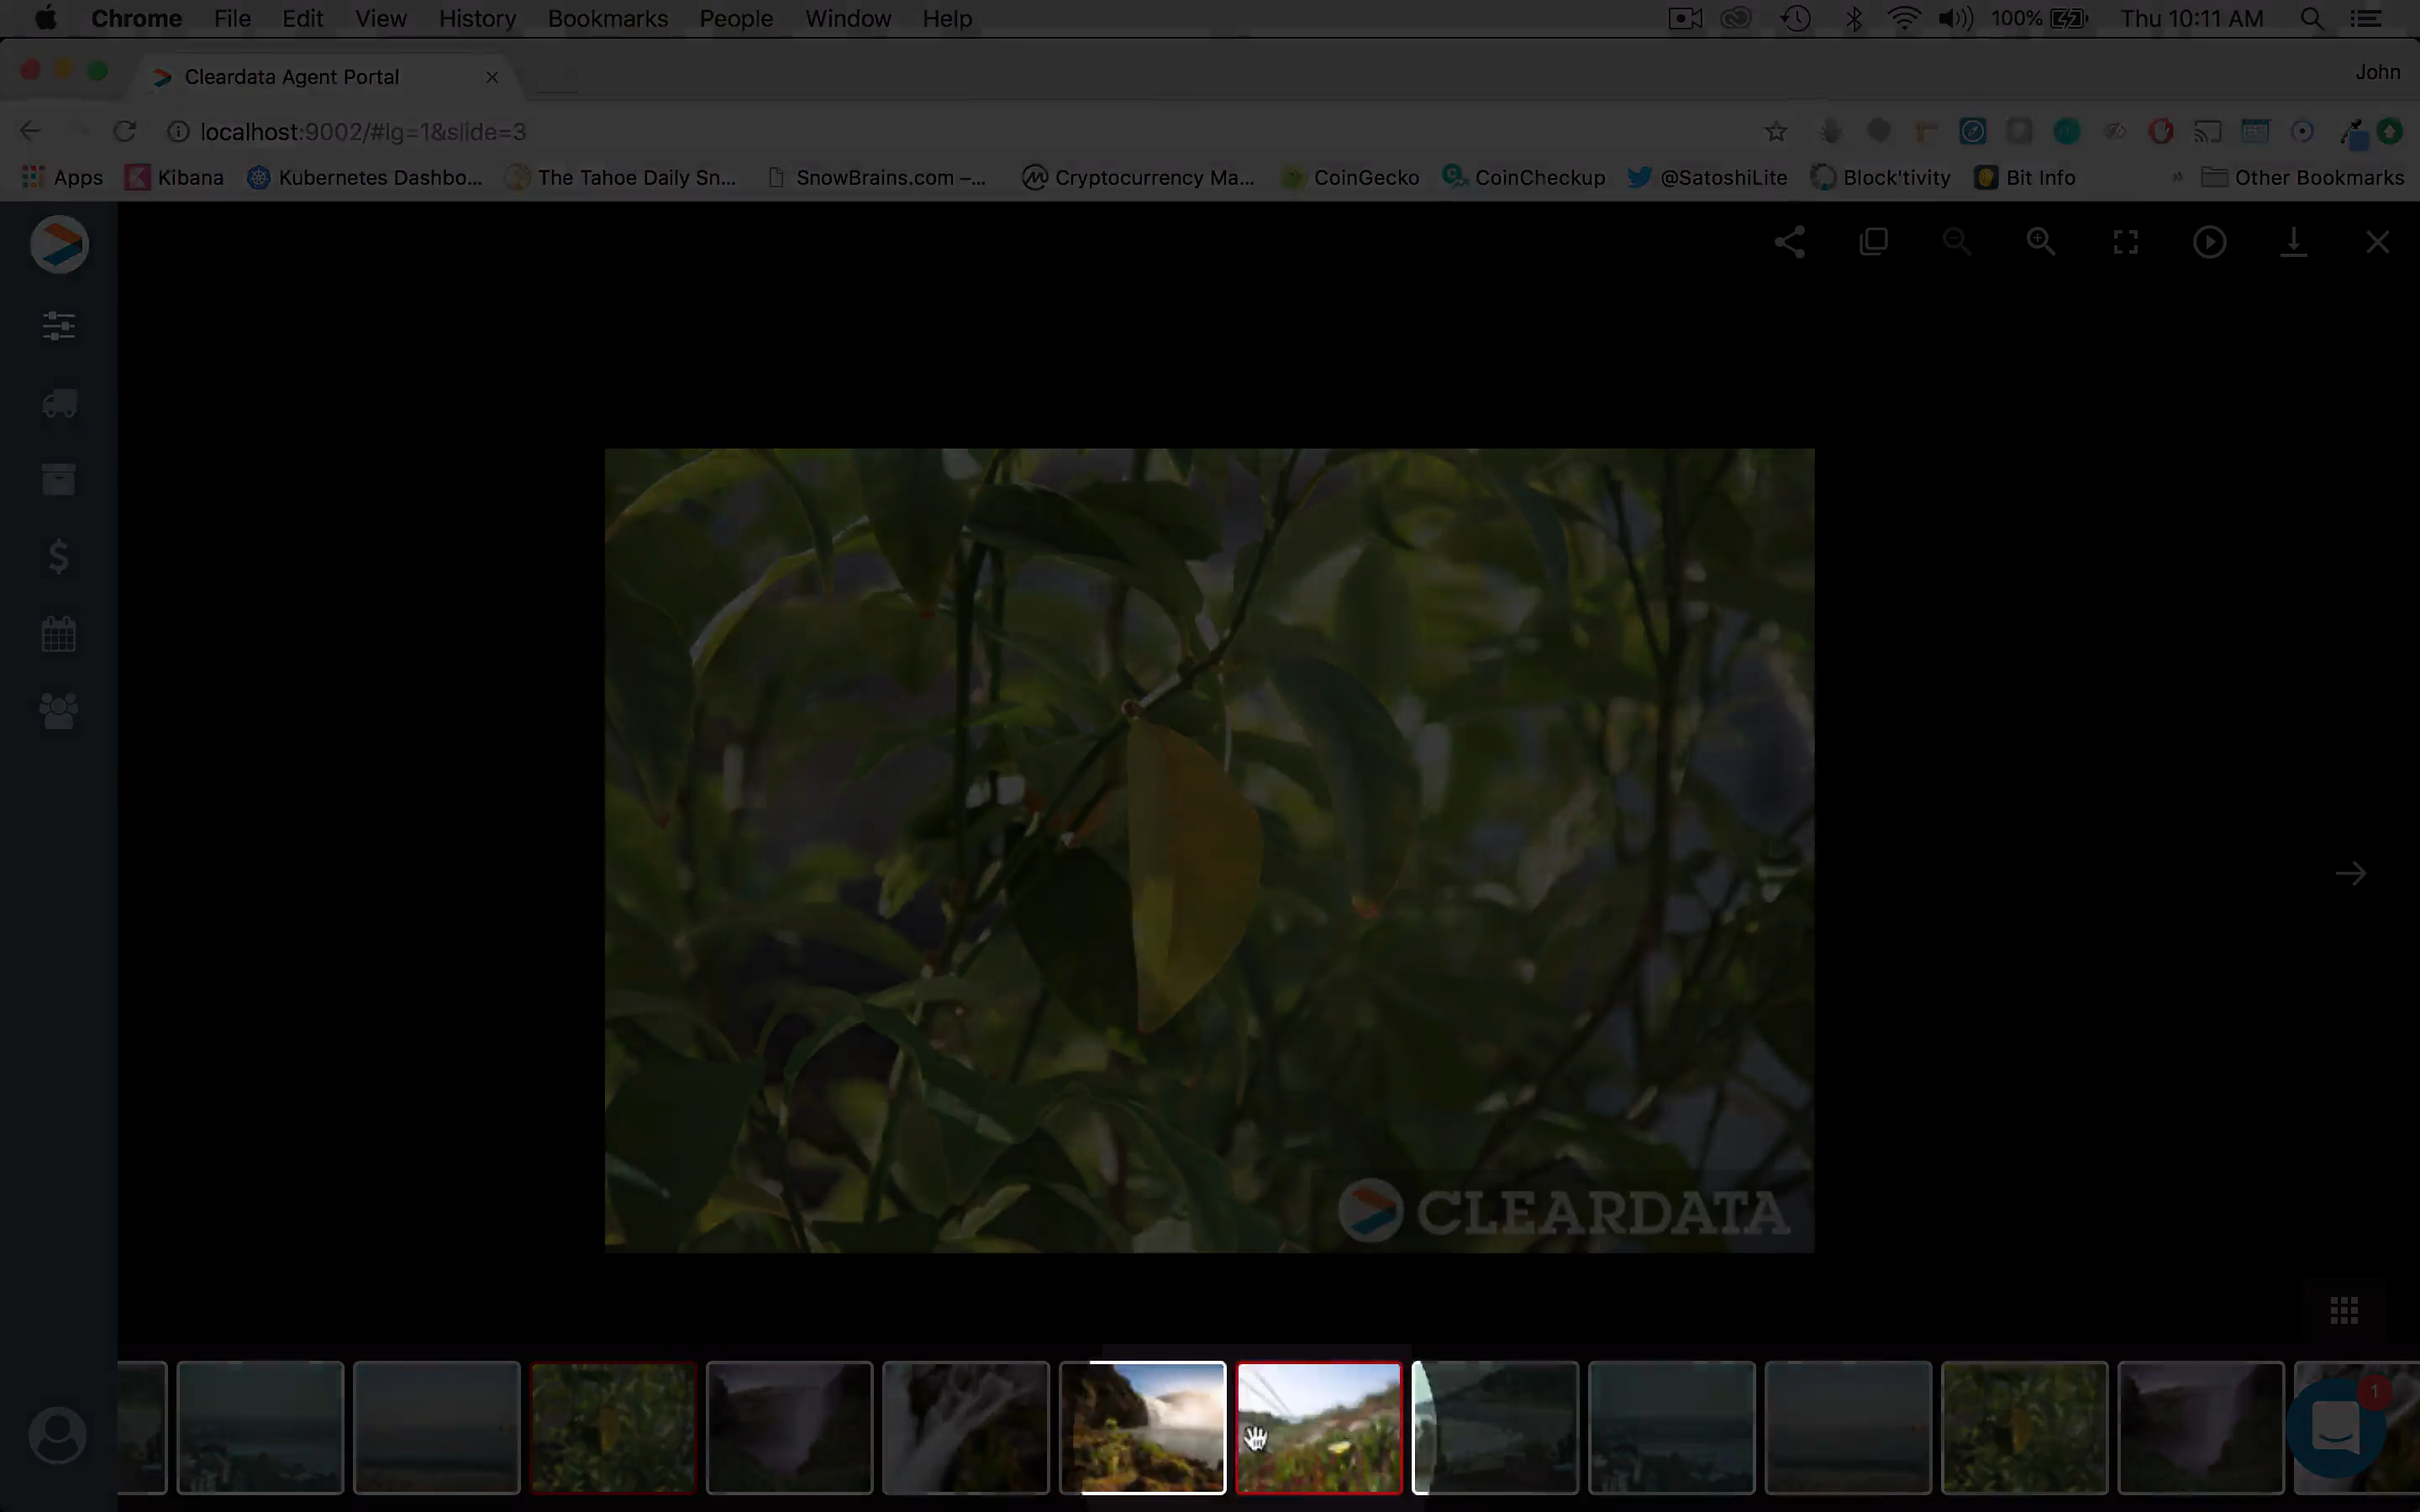 Chrome File Edit View History Bookmarks People Window Help 100% Thu 10:11 AM
Cleardata Agent Portal John
localhost:9002/#lg=1&slide=3
Apps Kibana Kubernetes Dashbo... The Tahoe Daily Sn... SnowBrains.com –... Cryptocurrency Ma... CoinGecko CoinCheckup @SatoshiLite Block'tivity Bit Info » Other Bookmarks
CLEARDATA
1